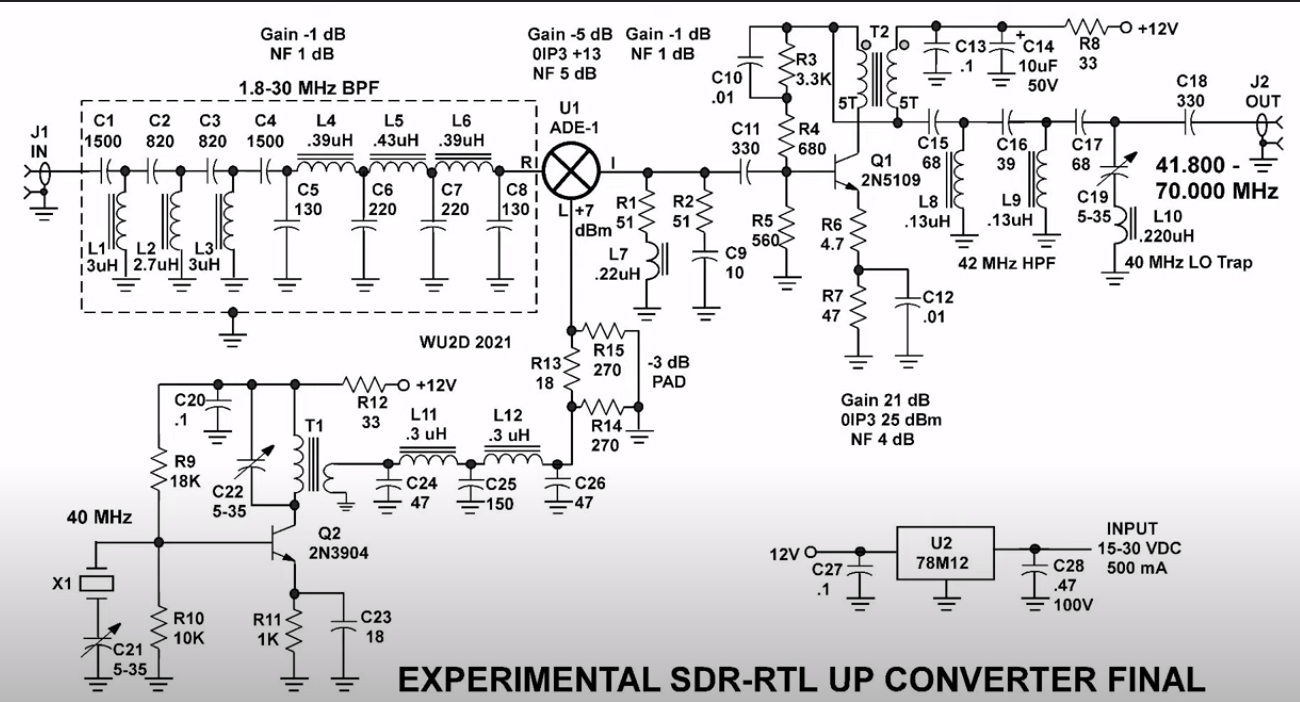 Gain -1 dB
NF 1 dB
Gain -5 dB
0IP3 +13
NF 5 dB
Gain -1 dB
NF 1 dB
1.8-30 MHz BPF
J1
IN
C1
1500
C2
820
C3
820
C4
1500
L4
.39uH
L5
.43uH
L6
.39uH
L1
3uH
L2
2.7uH
L3
3uH
C5
130
C6
220
C7
220
C8
130
U1
ADE-1
R
I
L
+7
dBm
R1
51
L7
.22uH
R2
51
C9
10
C10
.01
R3
3.3K
R4
680
C11
330
R5
560
T2
5T
5T
Q1
2N5109
R6
4.7
R7
47
C12
.01
C13
.1
+
C14
10uF
50V
R8
33
+12V
C15
68
L8
.13uH
C16
39
L9
.13uH
C17
68
C18
330
J2
OUT
C19
5-35
L10
.220uH
41.800 -
70.000 MHz
42 MHz HPF
40 MHz LO Trap
WU2D 2021
R13
18
R15
270
R14
270
-3 dB
PAD
Gain 21 dB
0IP3 25 dBm
NF 4 dB
C20
.1
R12
33
+12V
R9
18K
C22
5-35
T1
L11
.3 uH
L12
.3 uH
C24
47
C25
150
C26
47
40 MHz
X1
C21
5-35
R10
10K
Q2
2N3904
R11
1K
C23
18
12V
C27
.1
U2
78M12
C28
.47
100V
INPUT
15-30 VDC
500 mA
EXPERIMENTAL SDR-RTL UP CONVERTER FINAL